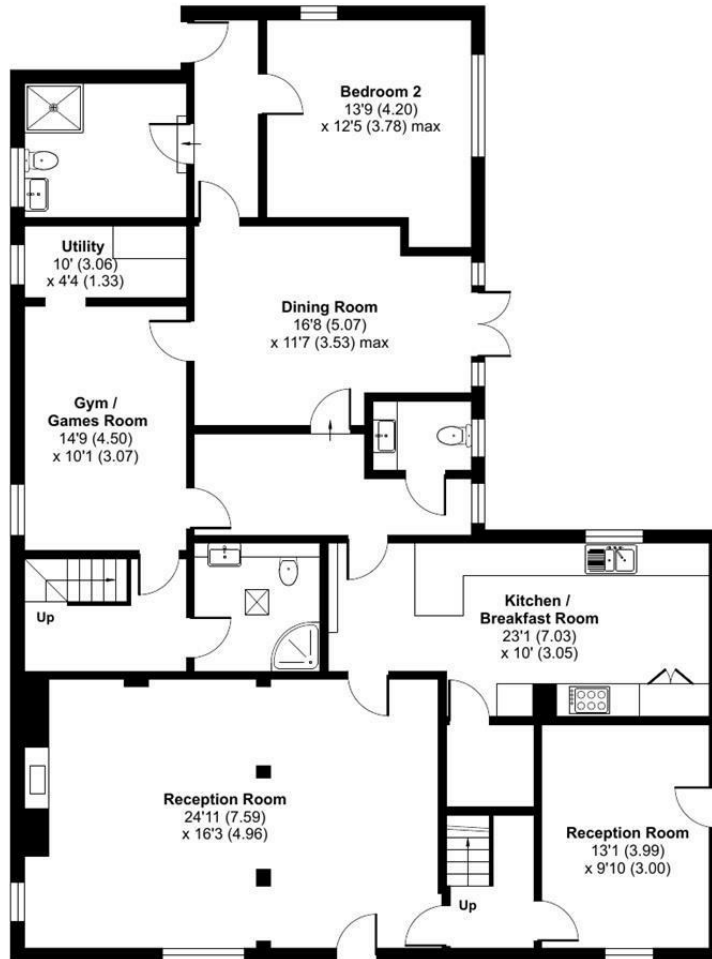 Bedroom 2
13'9 (4.20)
x 12'5 (3.78) max
Utility
10' (3.06)
x 4'4 (1.33)
Dining Room
16'8 (5.07)
x 11'7 (3.53) max
Gym /
Games Room
14'9 (4.50)
x 10'1 (3.07)
Up
Kitchen /
Breakfast Room
23'1 (7.03)
x 10' (3.05)
Reception Room
24'11 (7.59)
x 16'3 (4.96)
Up
Reception Room
13'1 (3.99)
x 9'10 (3.00)